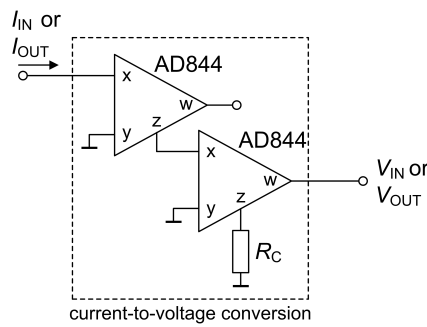 I_IN or
I_OUT
AD844
x
w
z
y
AD844
x
w
z
y
V_IN or
V_OUT
R_C
current-to-voltage conversion